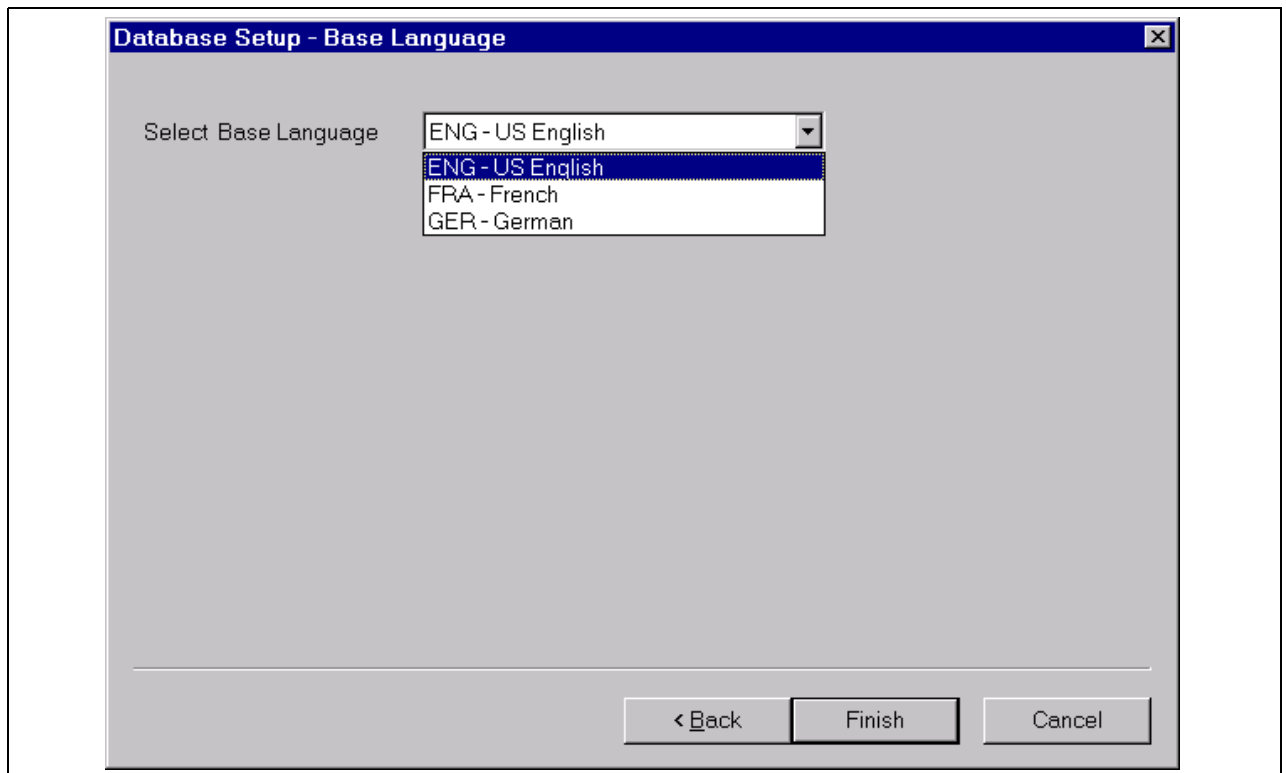 Database Setup - Base Language
Select Base Language ENG - US English
ENG - US English
FRA - French
GER - German
< Back Finish Cancel